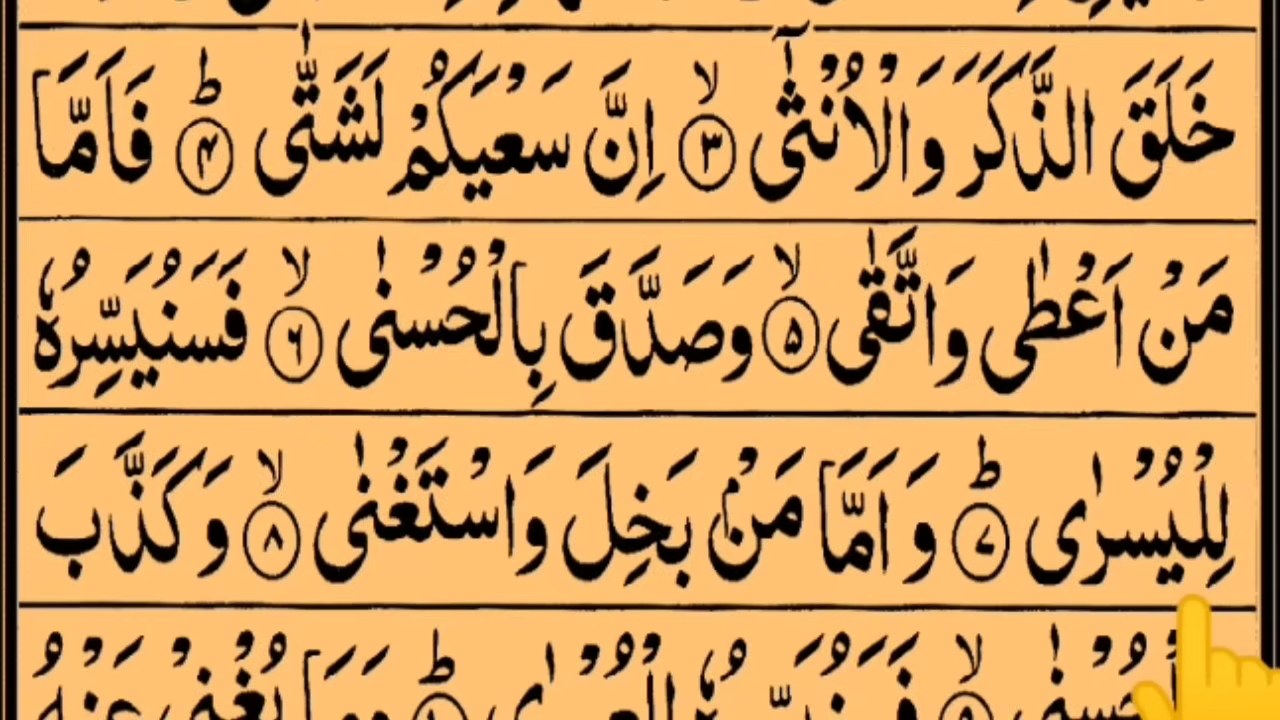 خَلَقَ الذَّكَرَ وَالْاُنْثٰۤى ۙ‏﴿۳﴾ اِنَّ سَعْيَكُمْ لَشَتّٰى ؕ‏﴿۴﴾ فَاَمَّا
مَنْ اَعْطٰى وَاتَّقٰى ۙ‏﴿۵﴾ وَصَدَّقَ بِالْحُسْنٰى ۙ‏﴿۶﴾ فَسَنُيَسِّرُهٗ
لِلْيُسْرٰى ؕ‏﴿۷﴾ وَاَمَّا مَنْۢ بَخِلَ وَاسْتَغْنٰى ۙ‏﴿۸﴾ وَكَذَّبَ